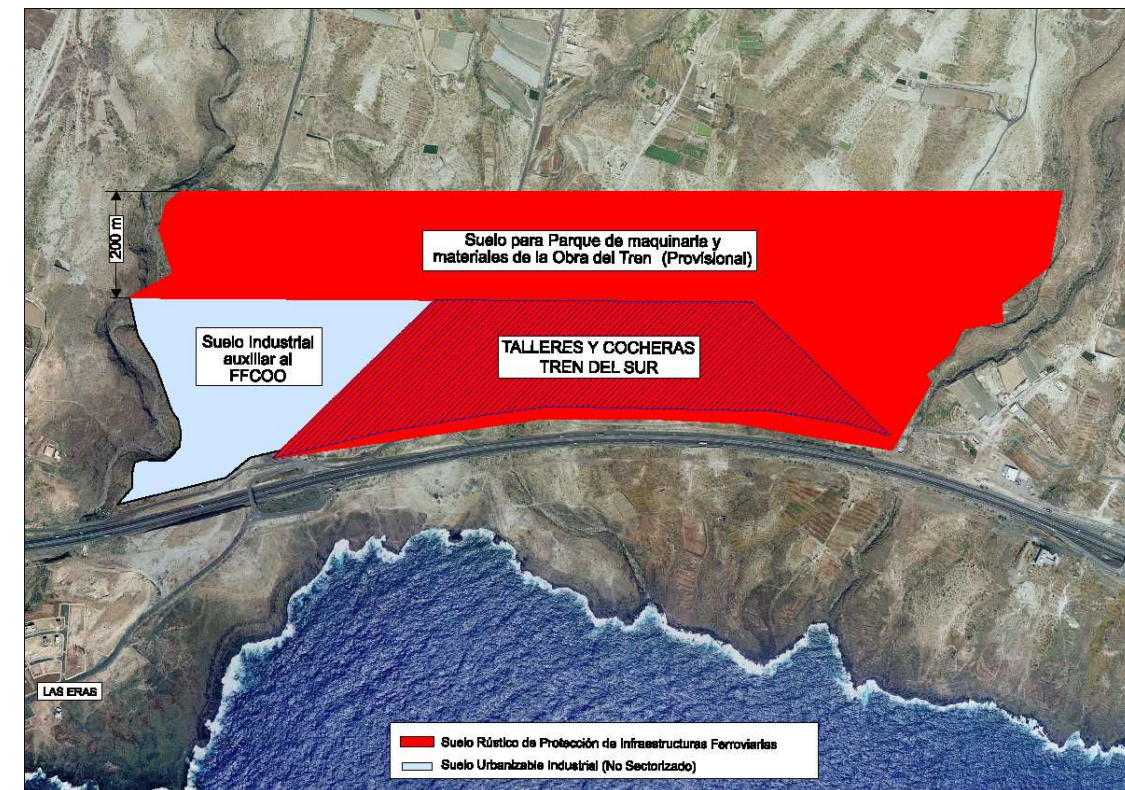 200 m
Suelo para Parque de maquinaria y
materiales de la Obra del Tren (Provisional)
Suelo Industrial
auxiliar al
FFCOO
TALLERES Y COCHERAS
TREN DEL SUR
LAS ERAS
Suelo Rústico de Protección de Infraestructuras Ferroviarias
Suelo Urbanizable Industrial (No Sectorizado)